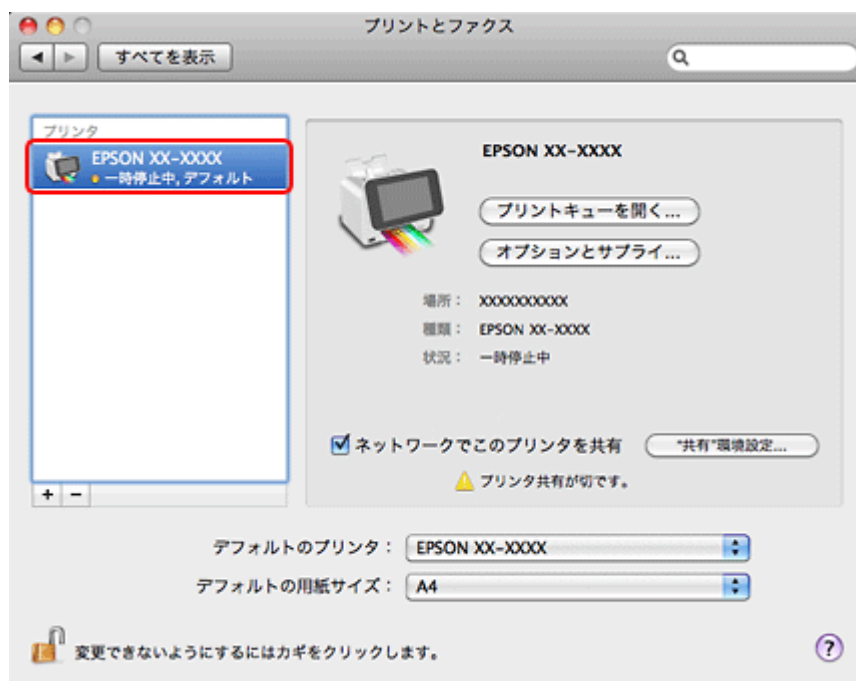 プリントとファクス
すべてを表示
プリンタ
EPSON XX-XXXX
一時停止中, デフォルト
EPSON XX-XXXX
プリントキューを開く...
オプションとサプライ...
場所： XXXXXXXXXX
種類： EPSON XX-XXXX
状況： 一時停止中
ネットワークでこのプリンタを共有 "共有"環境設定...
プリンタ共有が切です。
+ −
デフォルトのプリンタ： EPSON XX-XXXX
デフォルトの用紙サイズ： A4
変更できないようにするにはカギをクリックします。 ?